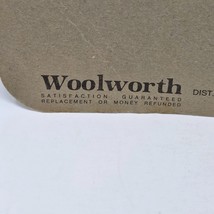 Woolworth
SATISFACTION GUARANTEED
REPLACEMENT OR MONEY REFUNDED
DIST.